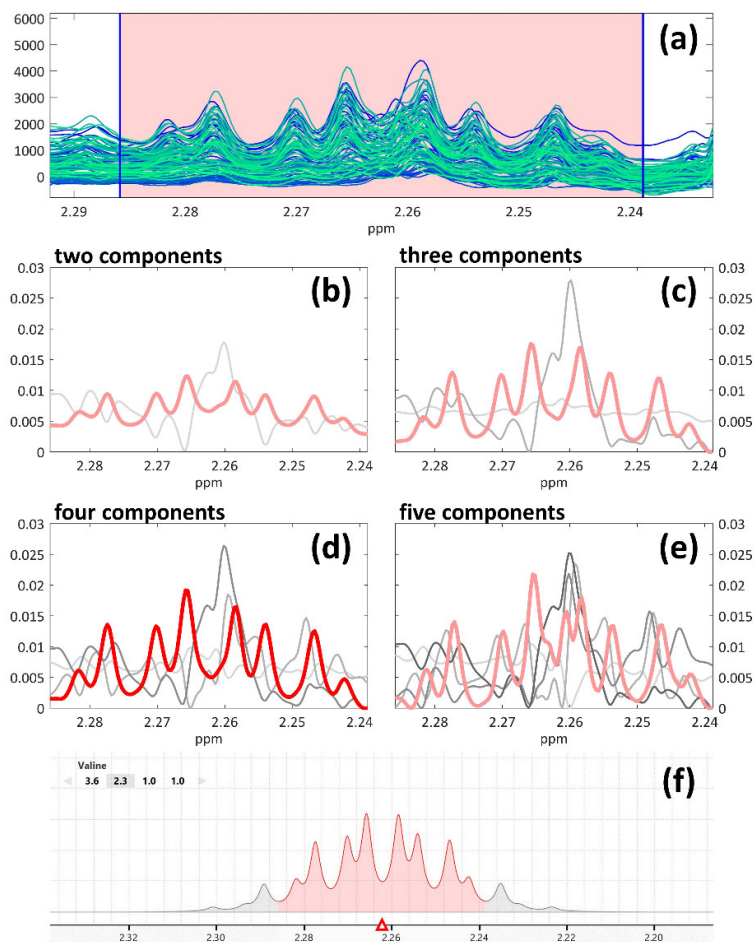 (a)
6000
5000
4000
3000
2000
1000
0
2.29 2.28 2.27 2.26 2.25 2.24
ppm
two components
(b)
0.03
0.025
0.02
0.015
0.01
0.005
0
2.28 2.27 2.26 2.25 2.24
ppm
three components
(c)
0.03
0.025
0.02
0.015
0.01
0.005
0
2.28 2.27 2.26 2.25 2.24
ppm
four components
(d)
0.03
0.025
0.02
0.015
0.01
0.005
0
2.28 2.27 2.26 2.25 2.24
ppm
five components
(e)
0.03
0.025
0.02
0.015
0.01
0.005
0
2.28 2.27 2.26 2.25 2.24
ppm
Valine
3.6 2.3 1.0 1.0
(f)
2.32 2.30 2.28 2.26 2.24 2.22 2.20